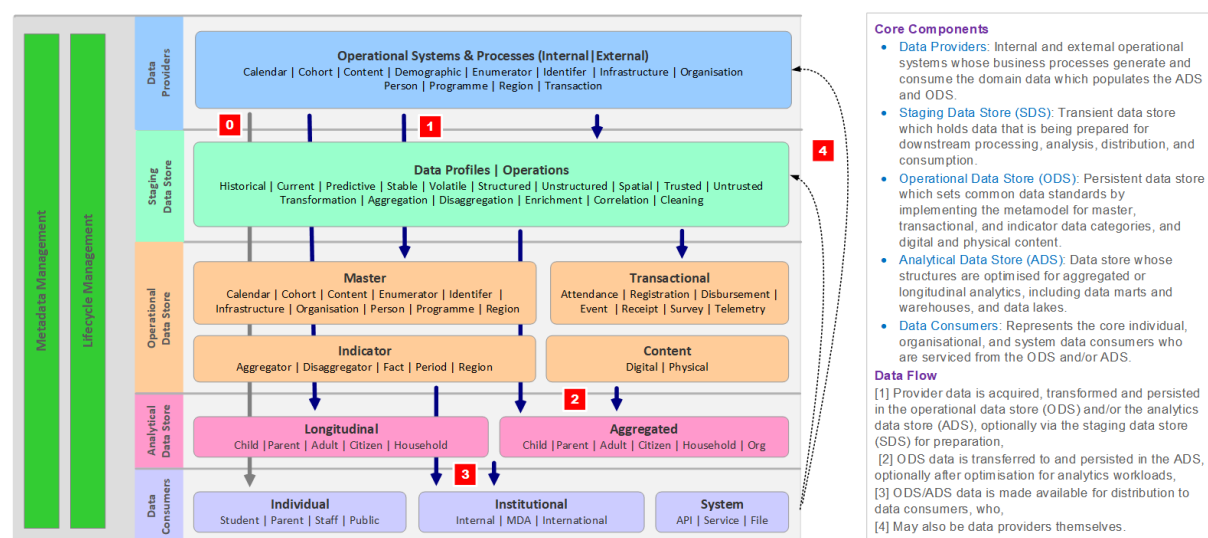 Metadata Management
Lifecycle Management
Data
Providers
Operational Systems & Processes (Internal|External)
Calendar | Cohort | Content | Demographic | Enumerator | Identifer | Infrastructure | Organisation
Person | Programme | Region | Transaction
0
1
4
Staging
Data Store
Data Profiles | Operations
Historical | Current | Predictive | Stable | Volatile | Structured | Unstructured | Spatial | Trusted | Untrusted
Transformation | Aggregation | Disaggregation | Enrichment | Correlation | Cleaning
Operational
Data Store
Master
Calendar | Cohort | Content | Enumerator | Identifer |
Infrastructure | Organisation | Person | Programme | Region
Transactional
Attendance | Registration | Disbursement |
Event | Receipt | Survey | Telemetry
Indicator
Aggregator | Disaggregator | Fact | Period | Region
Content
Digital | Physical
2
Analytical
Data Store
Longitudinal
Child |Parent | Adult | Citizen | Household
Aggregated
Child |Parent | Adult | Citizen | Household | Org
3
Data
Consumers
Individual
Student | Parent | Staff | Public
Institutional
Internal | MDA | International
System
API | Service | File
Core Components
• Data Providers: Internal and external operational
systems whose business processes generate and
consume the domain data which populates the ADS
and ODS.
• Staging Data Store (SDS): Transient data store
which holds data that is being prepared for
downstream processing, analysis, distribution, and
consumption.
• Operational Data Store (ODS): Persistent data store
which sets common data standards by
implementing the metamodel for master,
transactional, and indicator data categories, and
digital and physical content.
• Analytical Data Store (ADS): Data store whose
structures are optimised for aggregated or
longitudinal analytics, including data marts and
warehouses, and data lakes.
• Data Consumers: Represents the core individual,
organisational, and system data consumers who
are serviced from the ODS and/or ADS.
Data Flow
[1] Provider data is acquired, transformed and persisted
in the operational data store (ODS) and/or the analytics
data store (ADS), optionally via the staging data store
(SDS) for preparation,
[2] ODS data is transferred to and persisted in the ADS,
optionally after optimisation for analytics workloads,
[3] ODS/ADS data is made available for distribution to
data consumers, who,
[4] May also be data providers themselves.